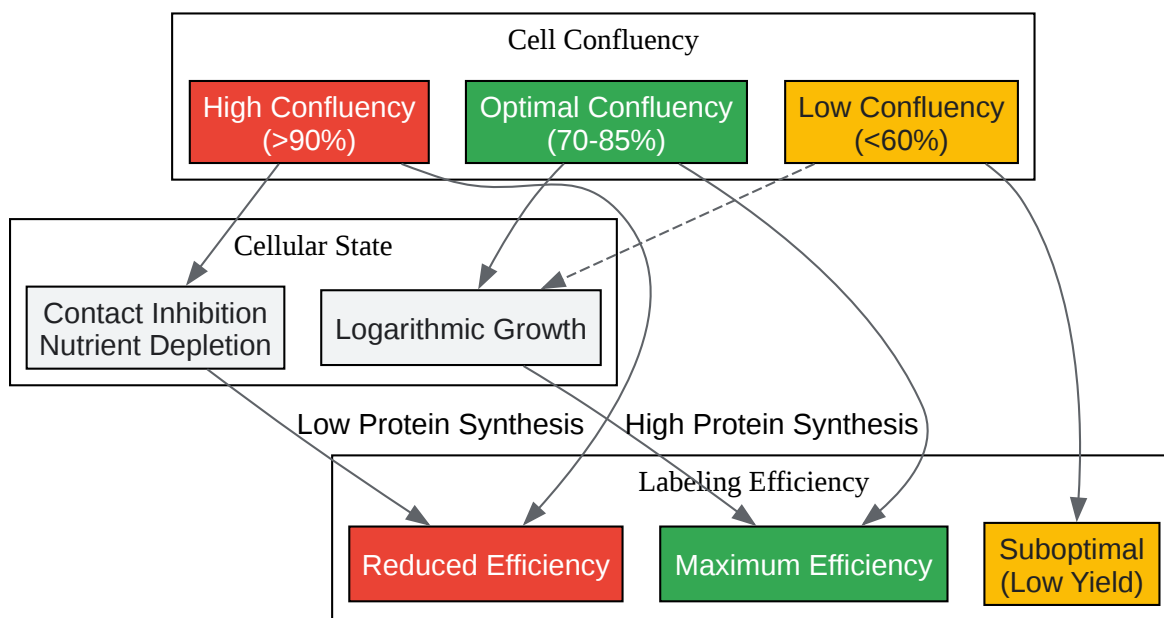 Cell Confluency
High Confluency
(>90%)
Optimal Confluency
(70-85%)
Low Confluency
(<60%)
Cellular State
Contact Inhibition
Nutrient Depletion
Logarithmic Growth
Low Protein Synthesis
High Protein Synthesis
Labeling Efficiency
Reduced Efficiency
Maximum Efficiency
Suboptimal
(Low Yield)